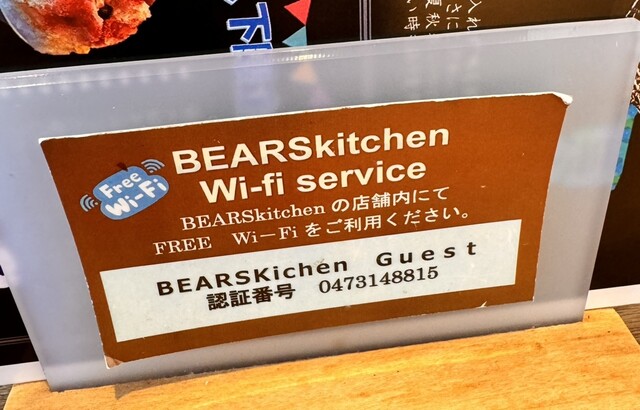 Free
Wi-Fi
BEARSkitchen
Wi-fi service
BEARSkitchen の店舗内にて
FREE Wi－Fi をご利用ください。
BEARSKichen Guest
認証番号 0473148815